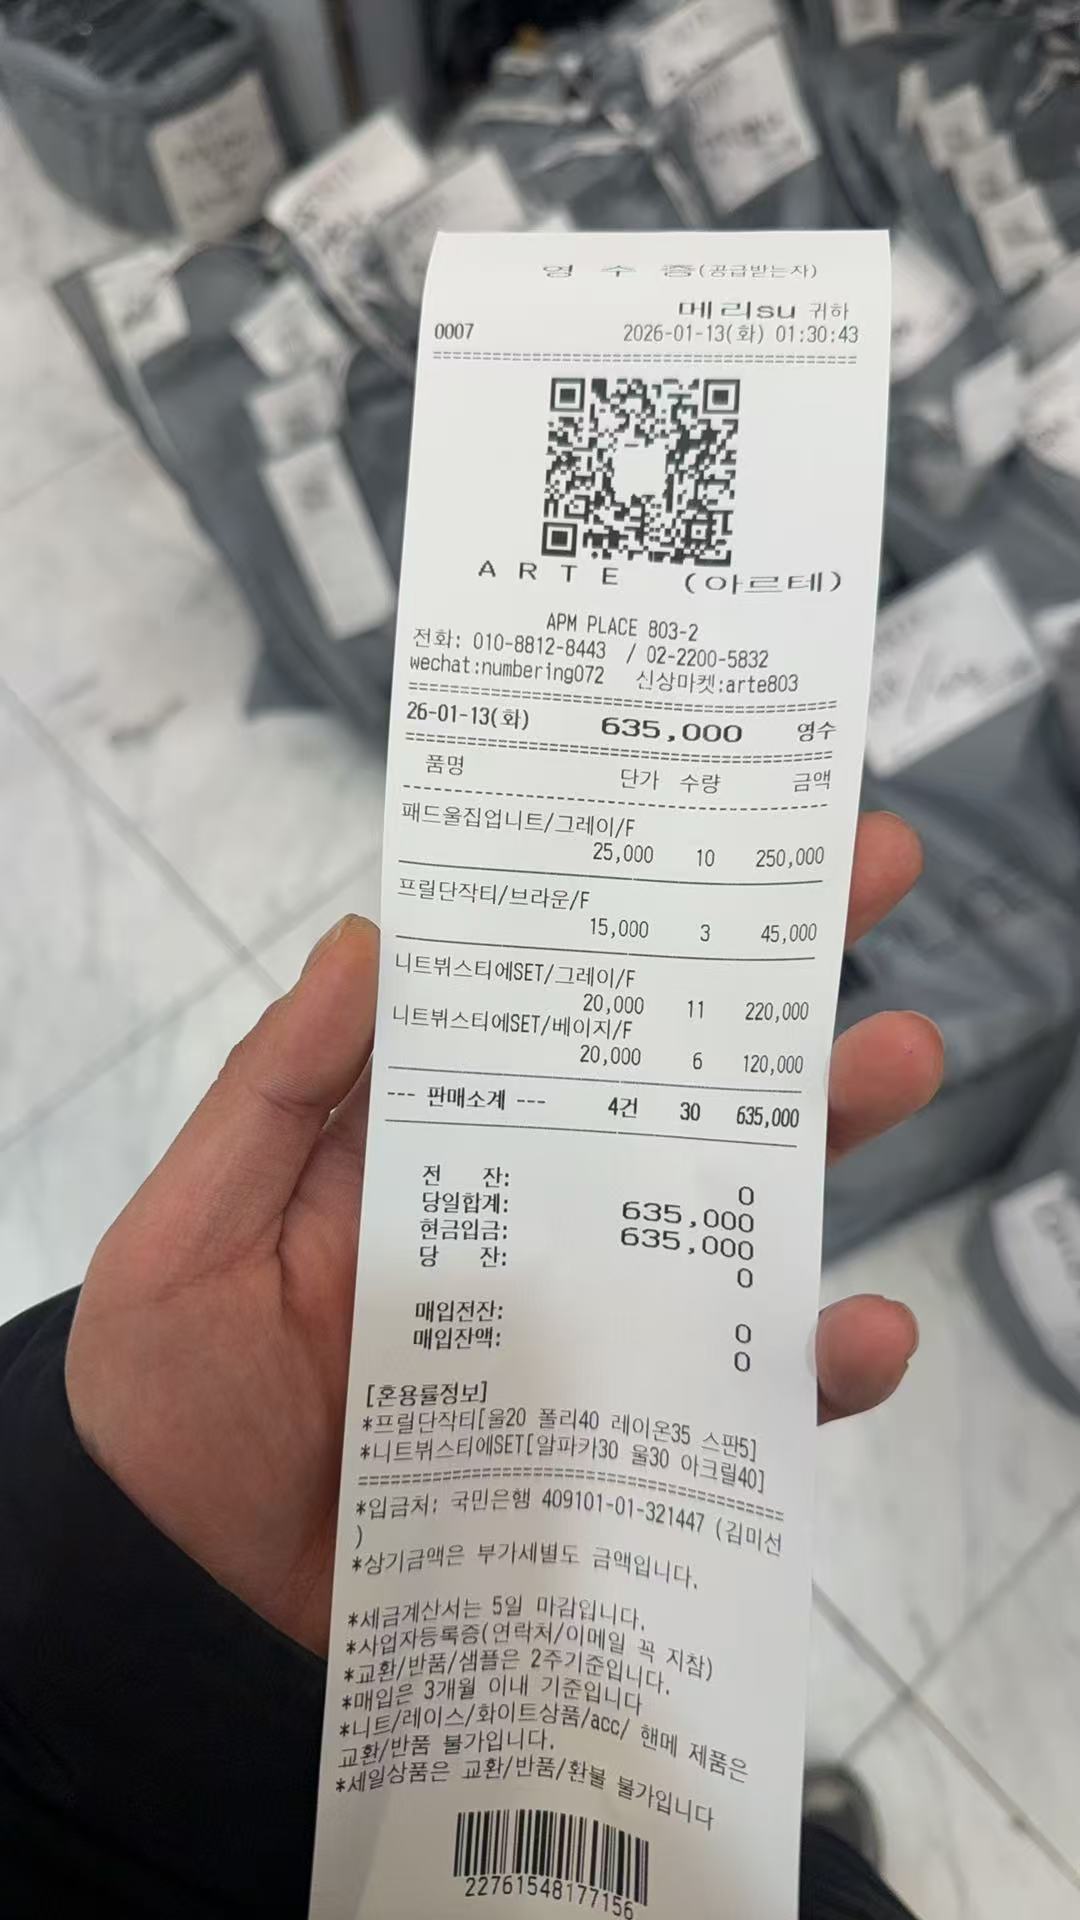 영 수 증(공급받는자)
메리su 귀하
0007 2026-01-13(화) 01:30:43
ARTE (아르테)
APM PLACE 803-2
전화: 010-8812-8443 / 02-2200-5832
wechat:numbering072 신상마켓:arte803
26-01-13(화) 635,000 영수
품명 단가 수량 금액
패드울집업니트/그레이/F
25,000 10 250,000
프릴단작티/브라운/F
15,000 3 45,000
니트뷔스티에SET/그레이/F
20,000 11 220,000
니트뷔스티에SET/베이지/F
20,000 6 120,000
--- 판매소계 --- 4건 30 635,000
전 잔: 0
당일합계: 635,000
현금입금: 635,000
당 잔: 0
매입전잔: 0
매입잔액: 0
[혼용률정보]
*프릴단작티[울20 폴리40 레이온35 스판5]
*니트뷔스티에SET[알파카30 울30 아크릴40]
*입금처: 국민은행 409101-01-321447 (김미선
)
*상기금액은 부가세별도 금액입니다.
*세금계산서는 5일 마감입니다.
*사업자등록증(연락처/이메일 꼭 지참)
*교환/반품/샘플은 2주기준입니다.
*매입은 3개월 이내 기준입니다
*니트/레이스/화이트상품/acc/ 핸메 제품은
교환/반품 불가입니다.
*세일상품은 교환/반품/환불 불가입니다
22761548177156